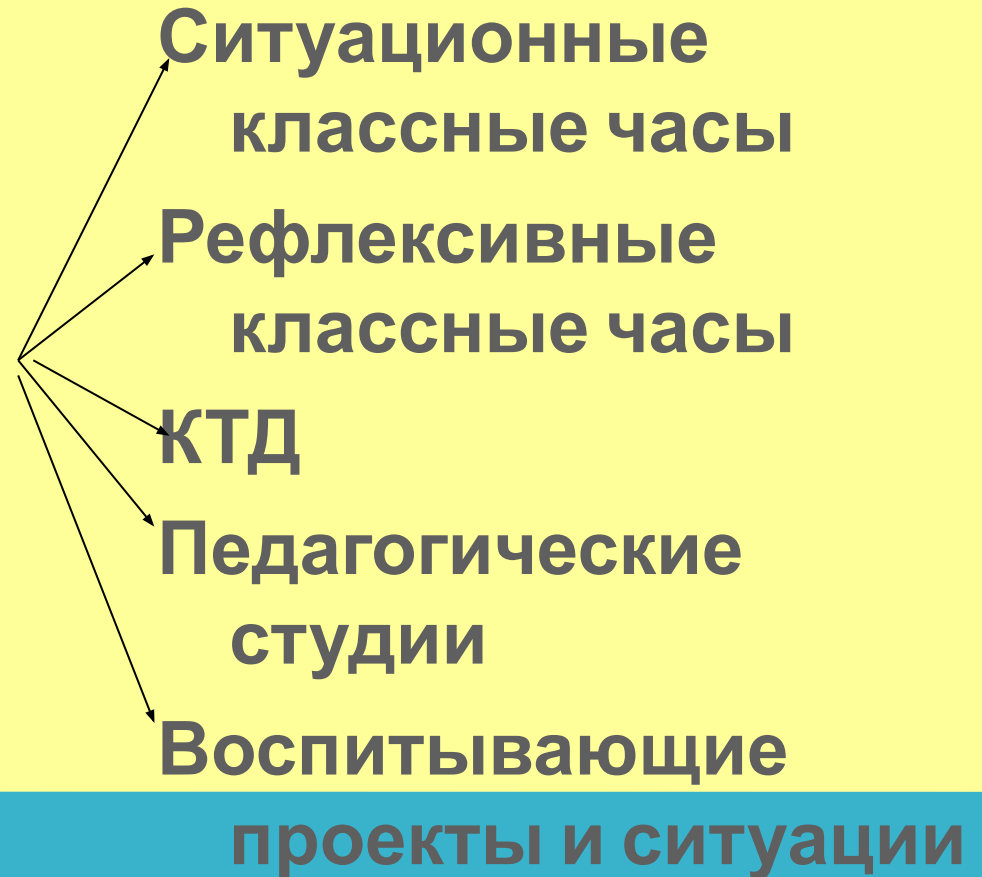 Ситуационные
классные часы
Рефлексивные
классные часы
КТД
Педагогические
студии
Воспитывающие
проекты и ситуации